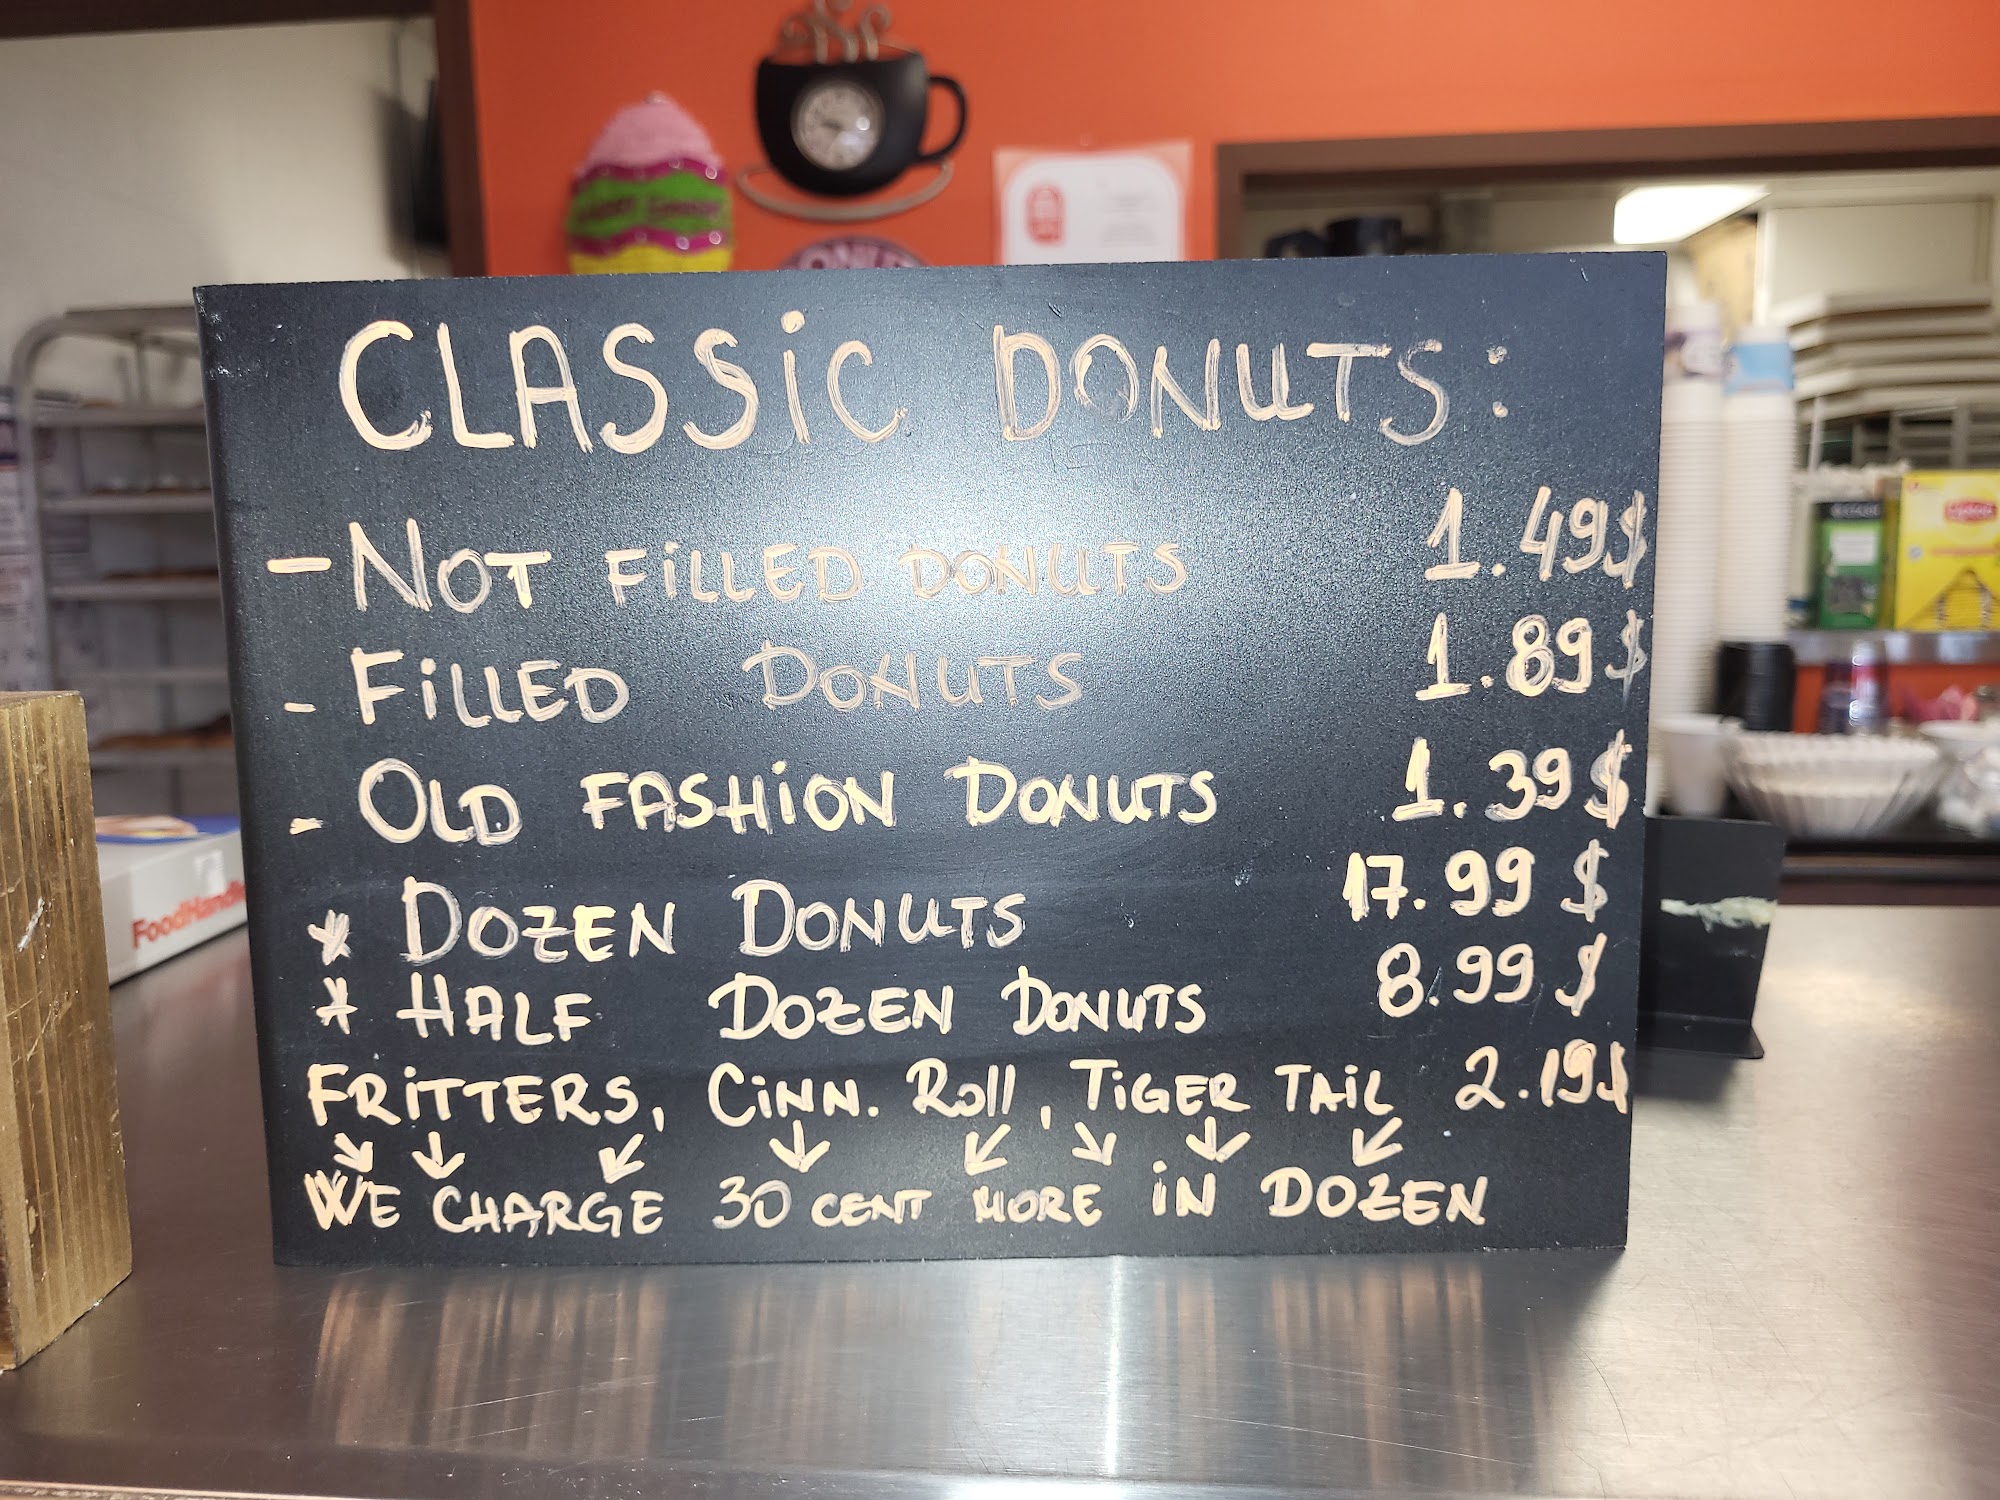 CLASSiC DONUTS:
- NOT FiLLED DONUTS 1.49$
- FiLLED DONUTS 1.89$
- OLD FASHiON DONUTS 1.39$
* DOZEN DONUTS 17.99 $
* HALF DOZEN DONUTS 8.99 $
FRiTTERS, CiNN. Roll, TiGER TAiL 2.19$
↘ ↓ ↙ ↓ ↙ ↘ ↓ ↙
WE CHARGE 30 CENT MORE iN DOZEN
FoodHandl
Lipton